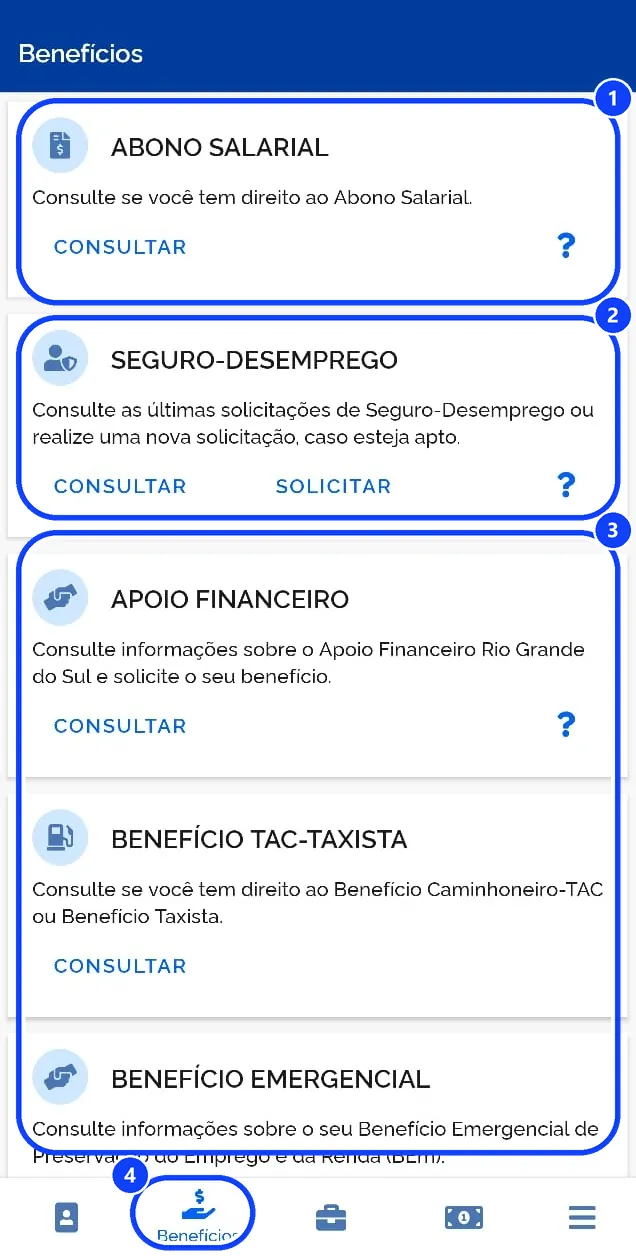 Benefícios
1
ABONO SALARIAL
Consulte se você tem direito ao Abono Salarial.
CONSULTAR ?
2
SEGURO-DESEMPREGO
Consulte as últimas solicitações de Seguro-Desemprego ou
realize uma nova solicitação, caso esteja apto.
CONSULTAR SOLICITAR ?
3
APOIO FINANCEIRO
Consulte informações sobre o Apoio Financeiro Rio Grande
do Sul e solicite o seu benefício.
CONSULTAR ?
BENEFÍCIO TAC-TAXISTA
Consulte se você tem direito ao Benefício Caminhoneiro-TAC
ou Benefício Taxista.
CONSULTAR
BENEFÍCIO EMERGENCIAL
Consulte informações sobre o seu Benefício Emergencial de
Preservação do Emprego e da Renda (BEm).
4
Benefícios